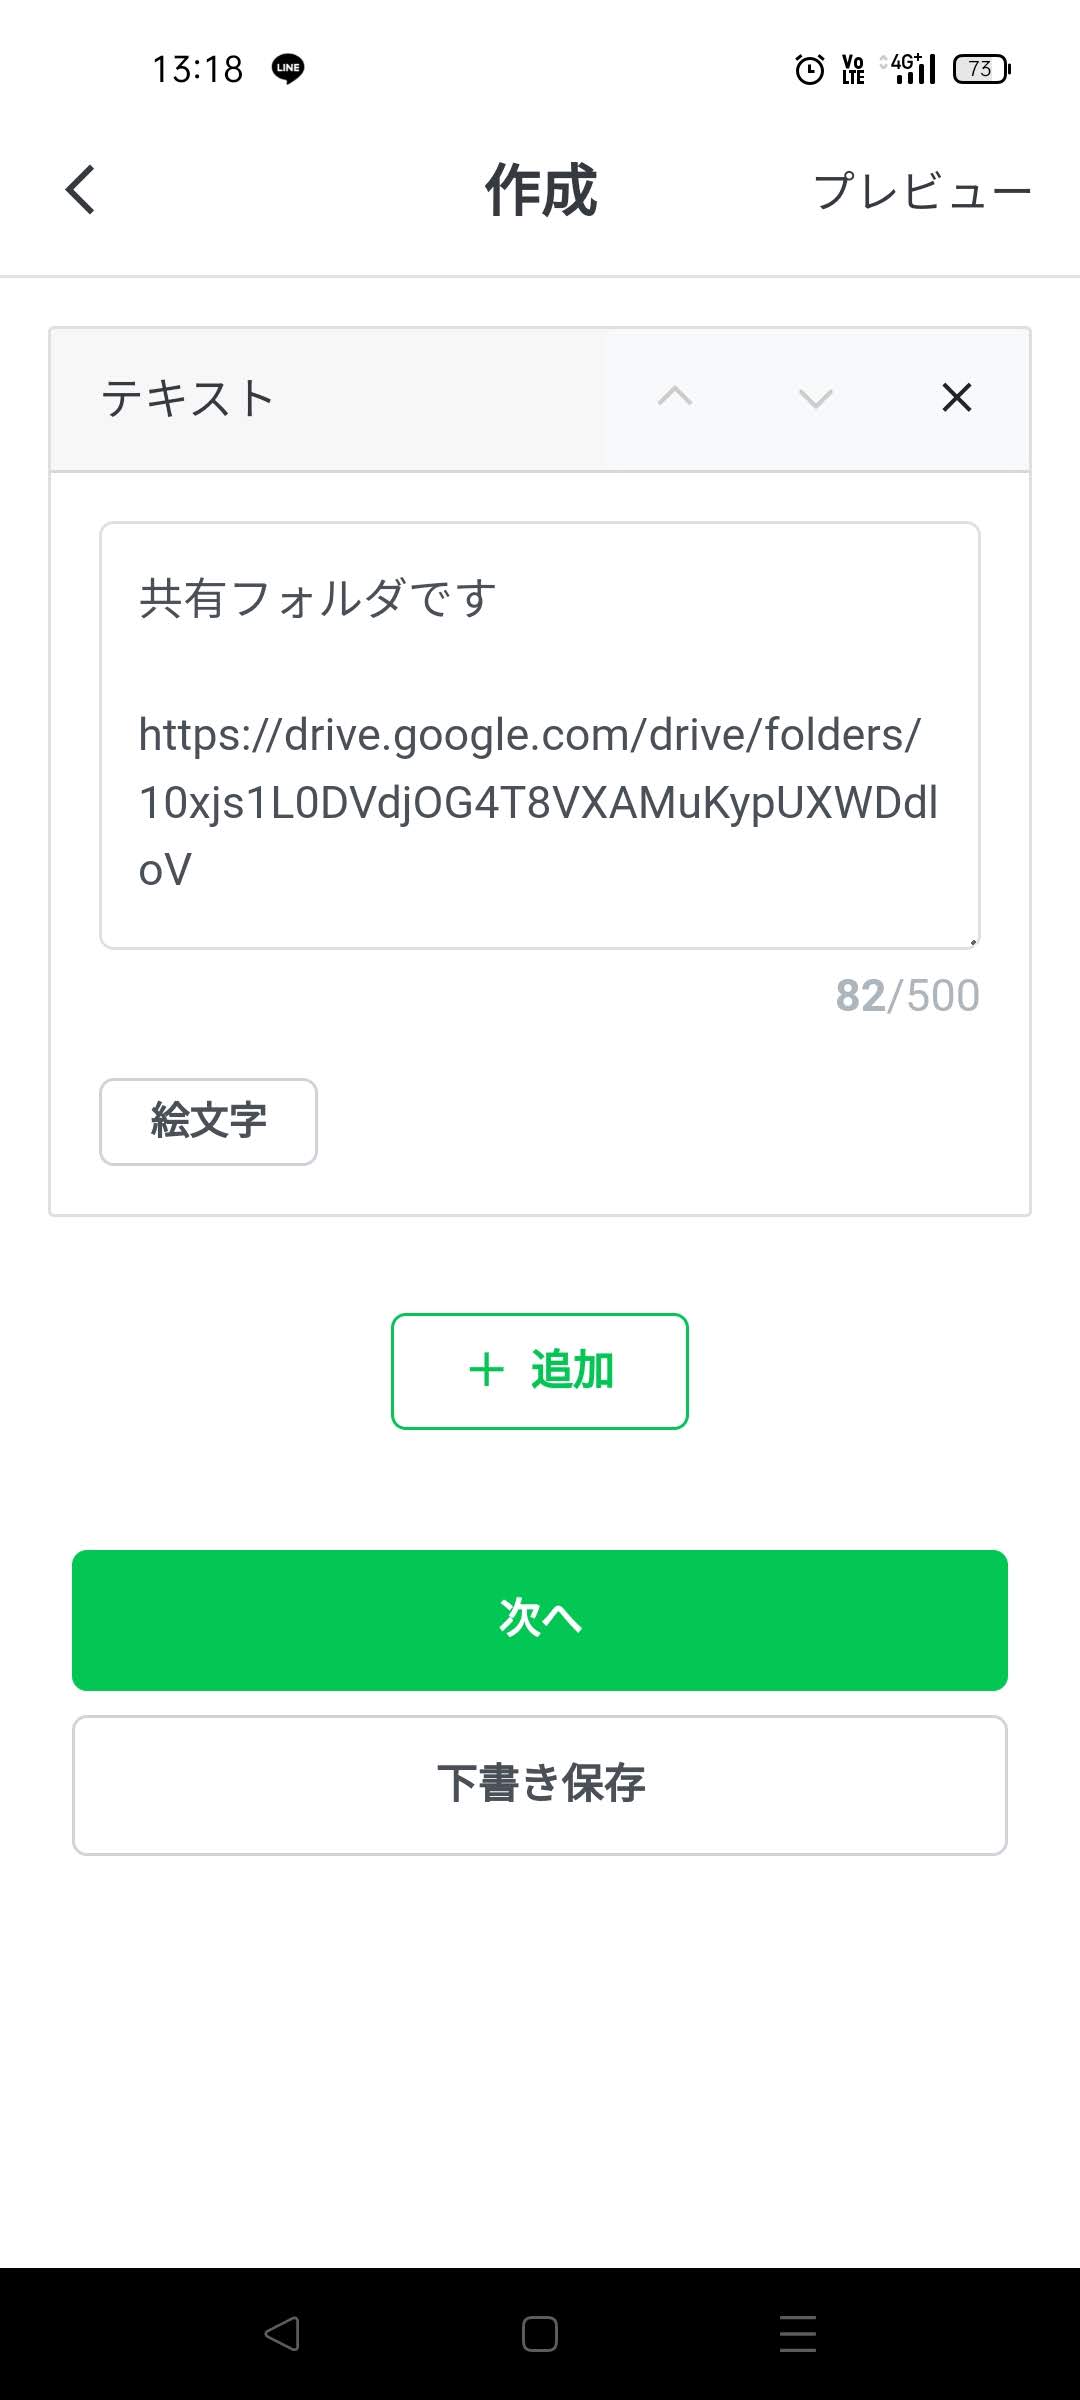 13:18 LINE Vo LTE 4G+ 73
作成 プレビュー
テキスト
共有フォルダです
https://drive.google.com/drive/folders/
10xjs1L0DVdjOG4T8VXAMuKypUXWDdl
oV
82/500
絵文字
+ 追加
次へ
下書き保存